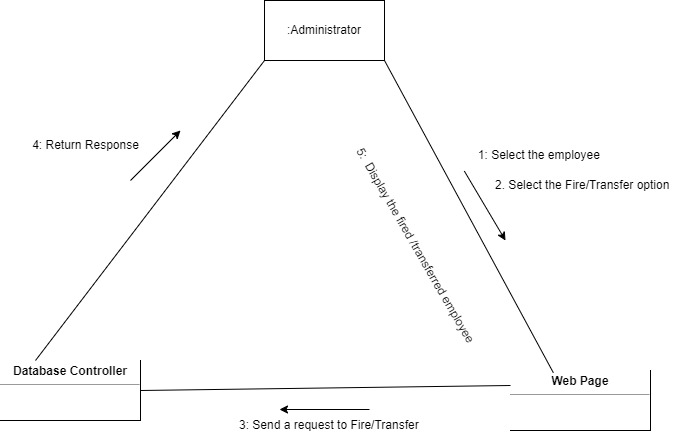 :Administrator
4: Return Response
1: Select the employee
2. Select the Fire/Transfer option
5: Display the fired /transferred employee
Database Controller
Web Page
3: Send a request to Fire/Transfer